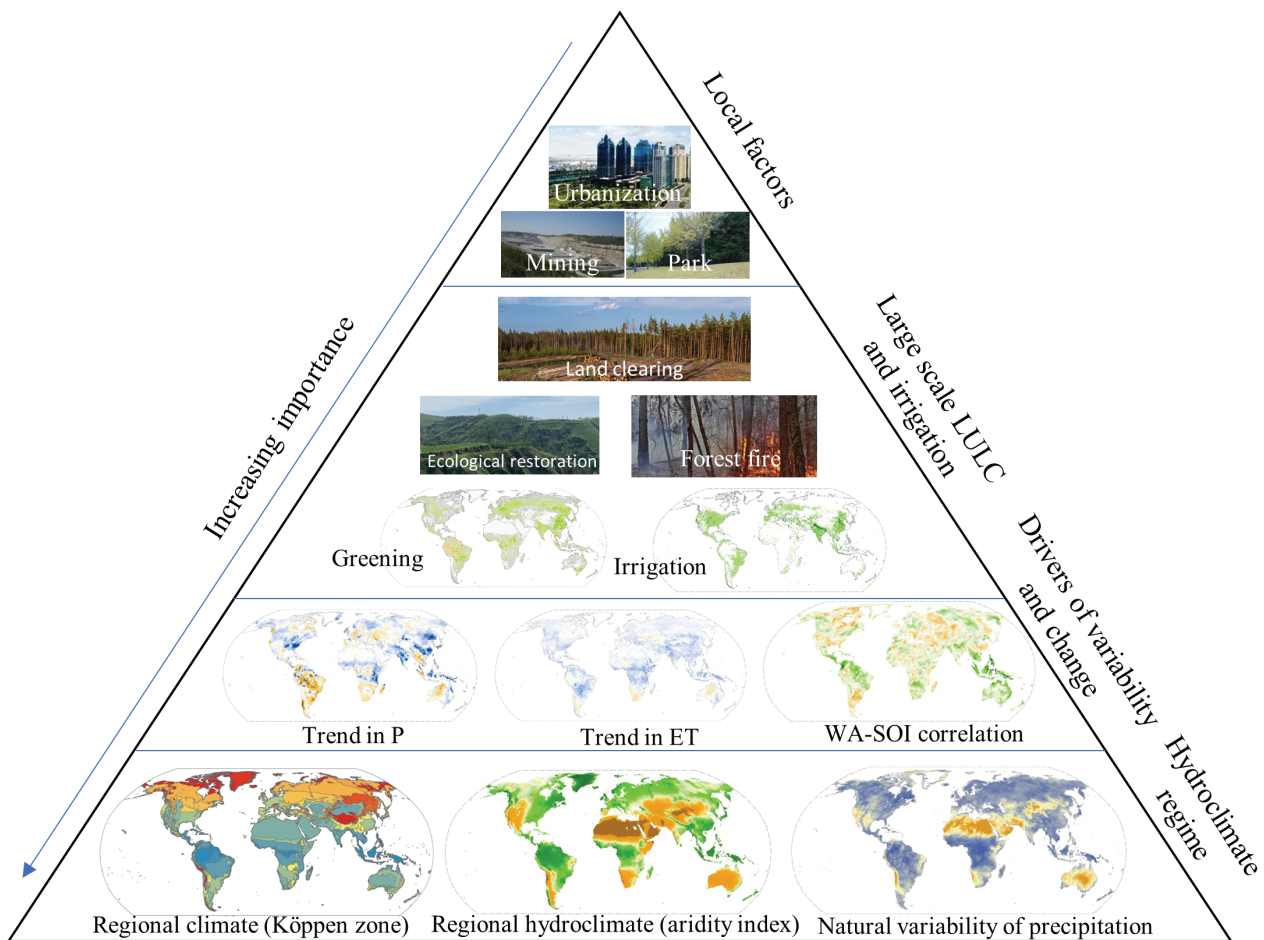 Local factors
Urbanization
Mining
Park
Large scale LULC
and irrigation
Land clearing
Ecological restoration
Forest fire
Increasing importance
Greening
Irrigation
Drivers of variability
and change
Trend in P
Trend in ET
WA-SOI correlation
Hydroclimate
regime
Regional climate (Köppen zone)
Regional hydroclimate (aridity index)
Natural variability of precipitation